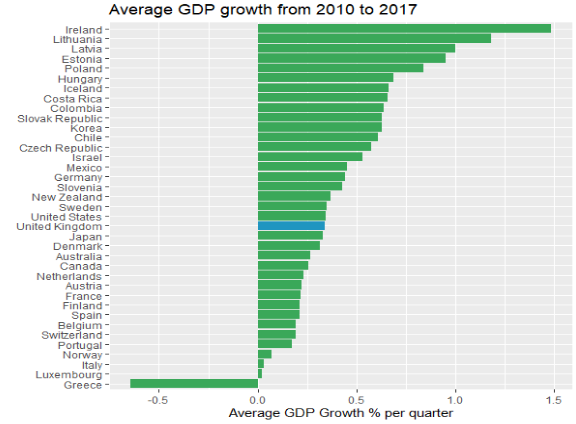 Average GDP growth from 2010 to 2017
Ireland
Lithuania
Latvia
Estonia
Poland
Hungary
Iceland
Costa Rica
Colombia
Slovak Republic
Korea
Chile
Czech Republic
Israel
Mexico
Germany
Slovenia
New Zealand
Sweden
United States
United Kingdom
Japan
Denmark
Australia
Canada
Netherlands
Austria
France
Finland
Spain
Belgium
Switzerland
Portugal
Norway
Italy
Luxembourg
Greece
-0.5 0.0 0.5 1.0 1.5
Average GDP Growth % per quarter